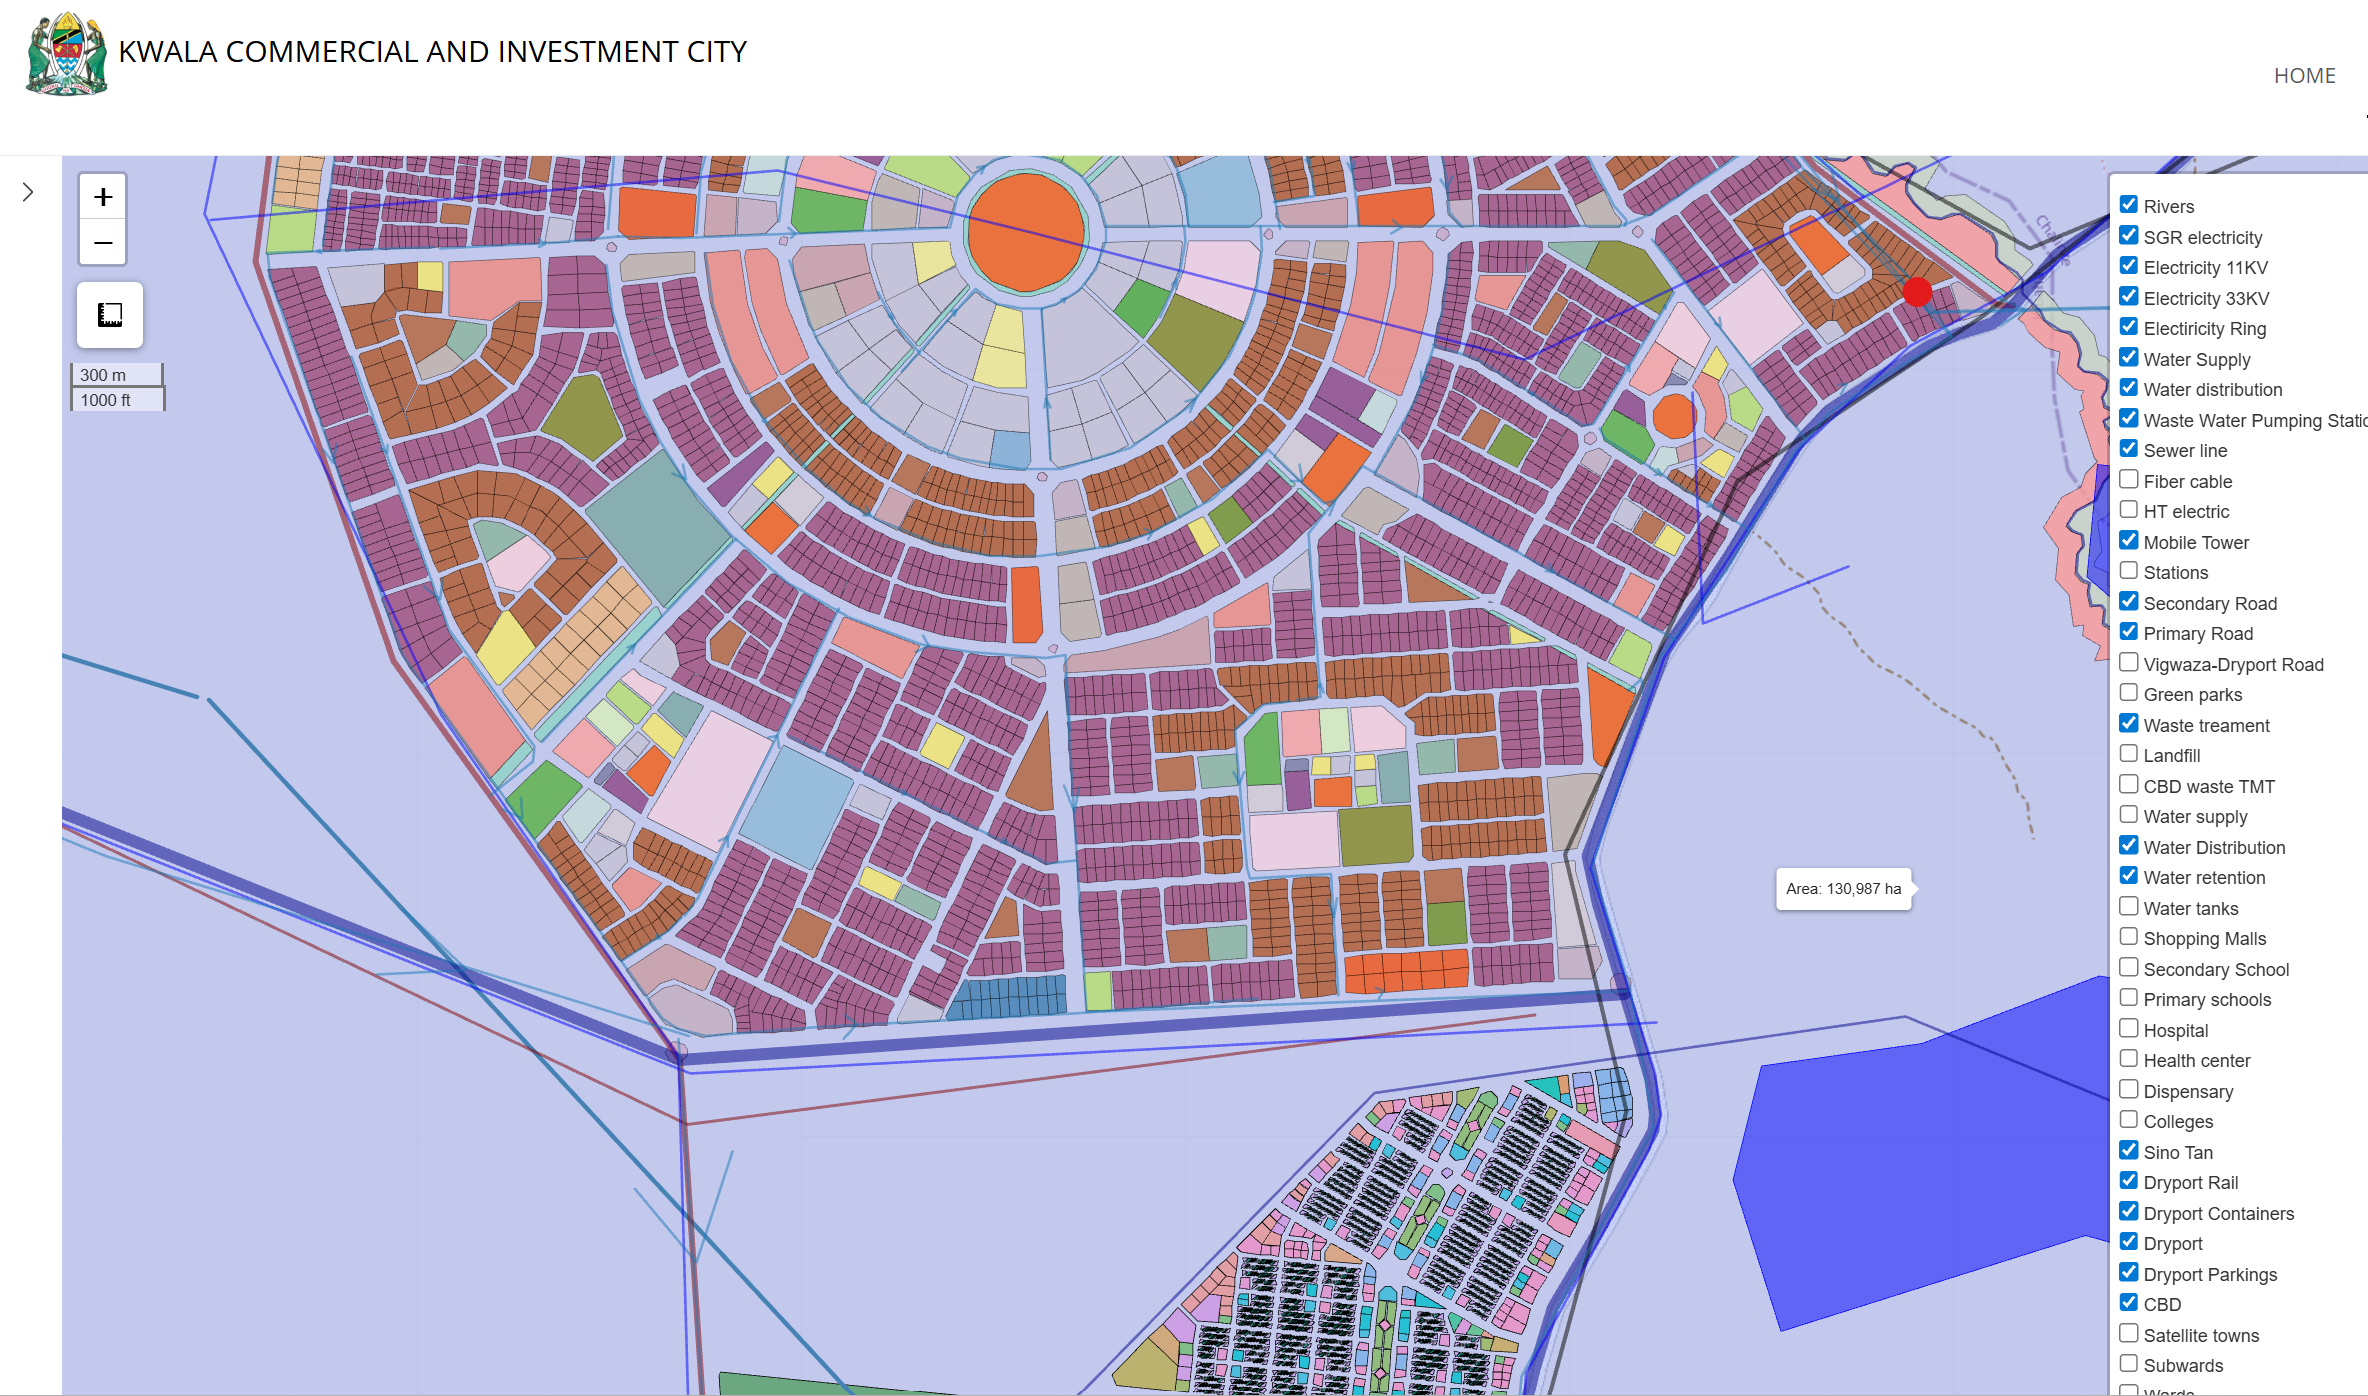 KWALA COMMERCIAL AND INVESTMENT CITY
HOME
+
−
300 m
1000 ft
Area: 130,987 ha
Rivers
SGR electricity
Electricity 11KV
Electricity 33KV
Electiricity Ring
Water Supply
Water distribution
Waste Water Pumping Static
Sewer line
Fiber cable
HT electric
Mobile Tower
Stations
Secondary Road
Primary Road
Vigwaza-Dryport Road
Green parks
Waste treament
Landfill
CBD waste TMT
Water supply
Water Distribution
Water retention
Water tanks
Shopping Malls
Secondary School
Primary schools
Hospital
Health center
Dispensary
Colleges
Sino Tan
Dryport Rail
Dryport Containers
Dryport
Dryport Parkings
CBD
Satellite towns
Subwards
Wards